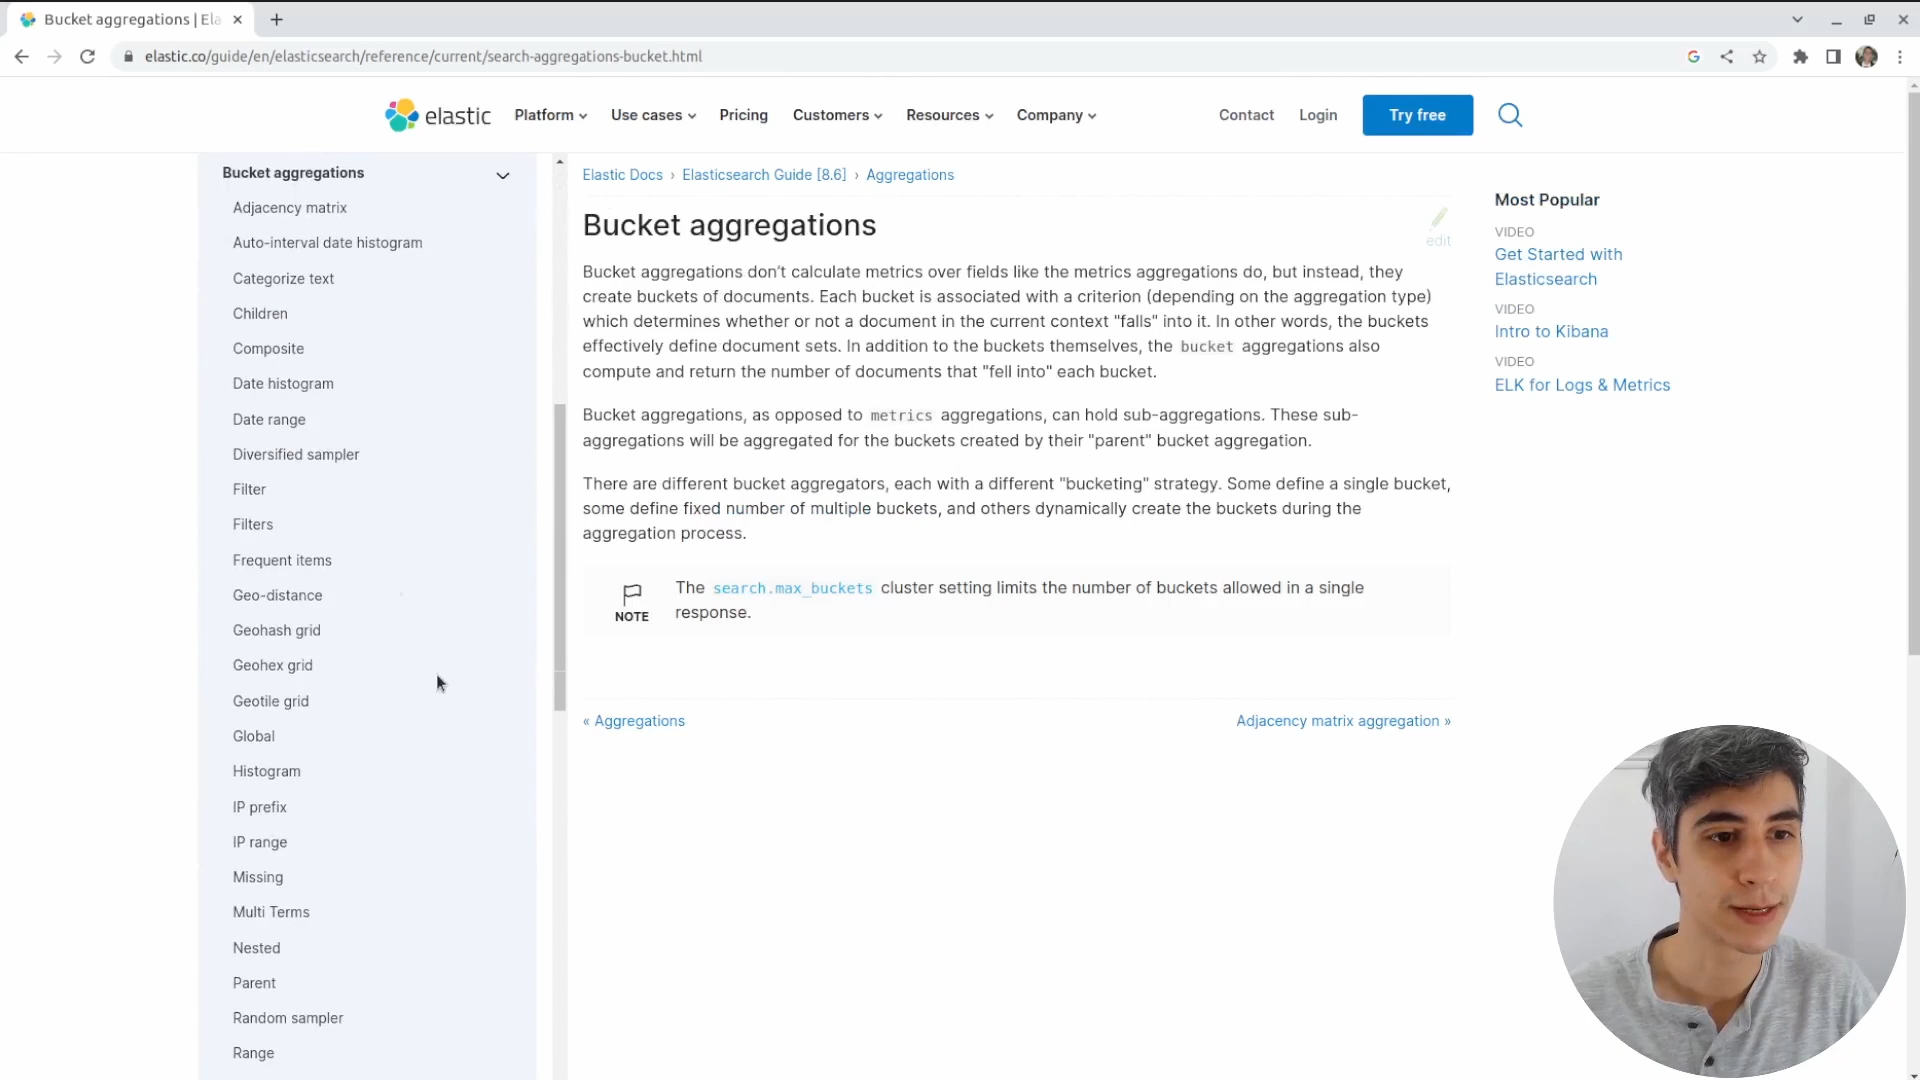 Bucket aggregations | Ela
elastic.co/guide/en/elasticsearch/reference/current/search-aggregations-bucket.html
elastic
Platform
Use cases
Pricing
Customers
Resources
Company
Contact
Login
Try free
Bucket aggregations
Adjacency matrix
Auto-interval date histogram
Categorize text
Children
Composite
Date histogram
Date range
Diversified sampler
Filter
Filters
Frequent items
Geo-distance
Geohash grid
Geohex grid
Geotile grid
Global
Histogram
IP prefix
IP range
Missing
Multi Terms
Nested
Parent
Random sampler
Range
Elastic Docs › Elasticsearch Guide [8.6] › Aggregations
Bucket aggregations
edit
Bucket aggregations don’t calculate metrics over fields like the metrics aggregations do, but instead, they
create buckets of documents. Each bucket is associated with a criterion (depending on the aggregation type)
which determines whether or not a document in the current context "falls" into it. In other words, the buckets
effectively define document sets. In addition to the buckets themselves, the bucket aggregations also
compute and return the number of documents that "fell into" each bucket.
Bucket aggregations, as opposed to metrics aggregations, can hold sub-aggregations. These sub-
aggregations will be aggregated for the buckets created by their "parent" bucket aggregation.
There are different bucket aggregators, each with a different "bucketing" strategy. Some define a single bucket,
some define fixed number of multiple buckets, and others dynamically create the buckets during the
aggregation process.
NOTE
The search.max_buckets cluster setting limits the number of buckets allowed in a single
response.
« Aggregations
Adjacency matrix aggregation »
Most Popular
VIDEO
Get Started with
Elasticsearch
VIDEO
Intro to Kibana
VIDEO
ELK for Logs & Metrics